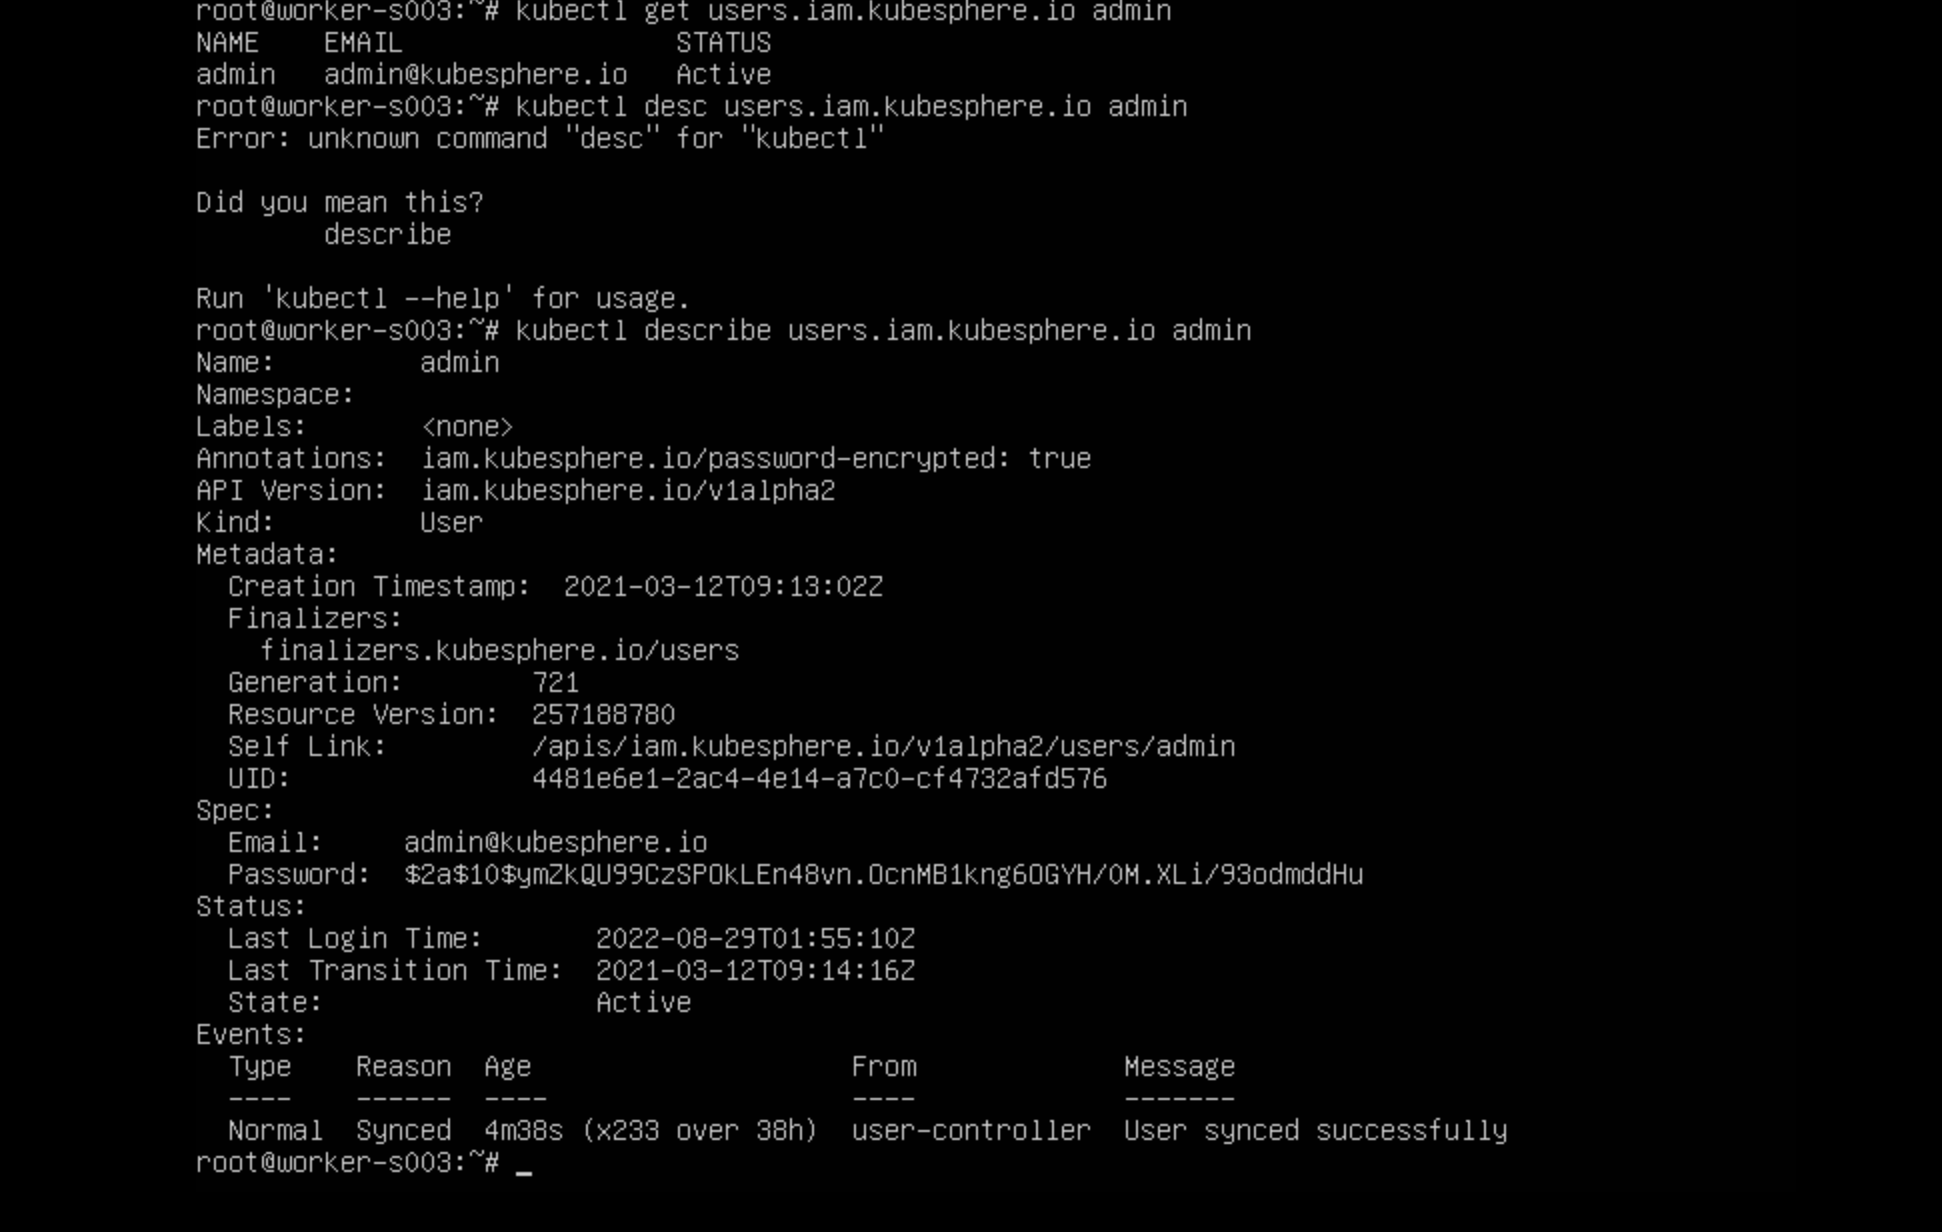 root@worker-s003:~# kubectl get users.iam.kubesphere.io admin
NAME    EMAIL                 STATUS
admin   admin@kubesphere.io   Active
root@worker-s003:~# kubectl desc users.iam.kubesphere.io admin
Error: unknown command "desc" for "kubectl"

Did you mean this?
        describe

Run 'kubectl --help' for usage.
root@worker-s003:~# kubectl describe users.iam.kubesphere.io admin
Name:         admin
Namespace:
Labels:       <none>
Annotations:  iam.kubesphere.io/password-encrypted: true
API Version:  iam.kubesphere.io/v1alpha2
Kind:         User
Metadata:
  Creation Timestamp:  2021-03-12T09:13:02Z
  Finalizers:
    finalizers.kubesphere.io/users
  Generation:        721
  Resource Version:  257188780
  Self Link:         /apis/iam.kubesphere.io/v1alpha2/users/admin
  UID:               4481e6e1-2ac4-4e14-a7c0-cf4732afd576
Spec:
  Email:     admin@kubesphere.io
  Password:  $2a$10$ymZkQU99CzSPOkLEn48vn.OcnMB1kng6OGYH/0M.XLi/93odmddHu
Status:
  Last Login Time:       2022-08-29T01:55:10Z
  Last Transition Time:  2021-03-12T09:14:16Z
  State:                 Active
Events:
  Type    Reason  Age                    From             Message
  ----    ------  ----                   ----             -------
  Normal  Synced  4m38s (x233 over 38h)  user-controller  User synced successfully
root@worker-s003:~# _